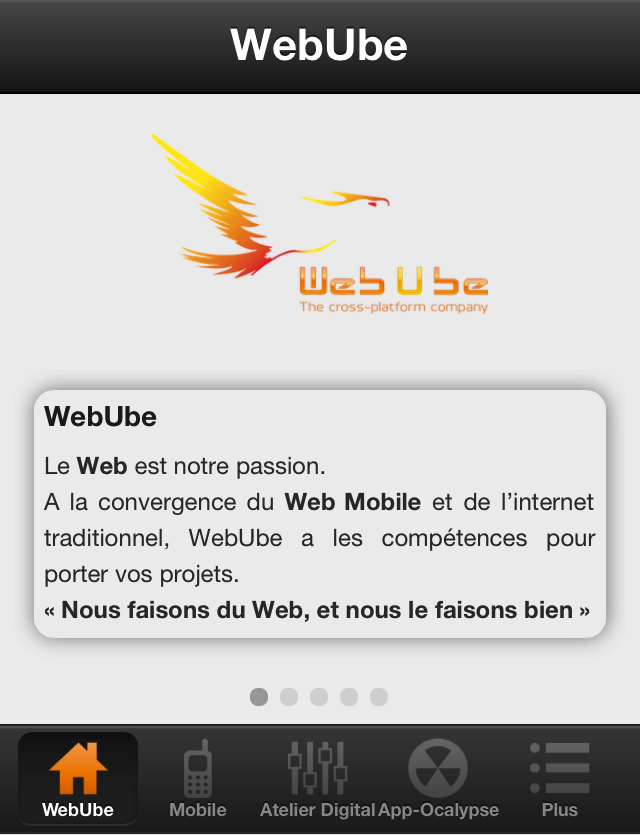 WebUbe
Web Ube
The cross-platform company
WebUbe
Le Web est notre passion.
A la convergence du Web Mobile et de l’internet
traditionnel, WebUbe a les compétences pour
porter vos projets.
« Nous faisons du Web, et nous le faisons bien »
WebUbe Mobile Atelier Digital App-Ocalypse Plus